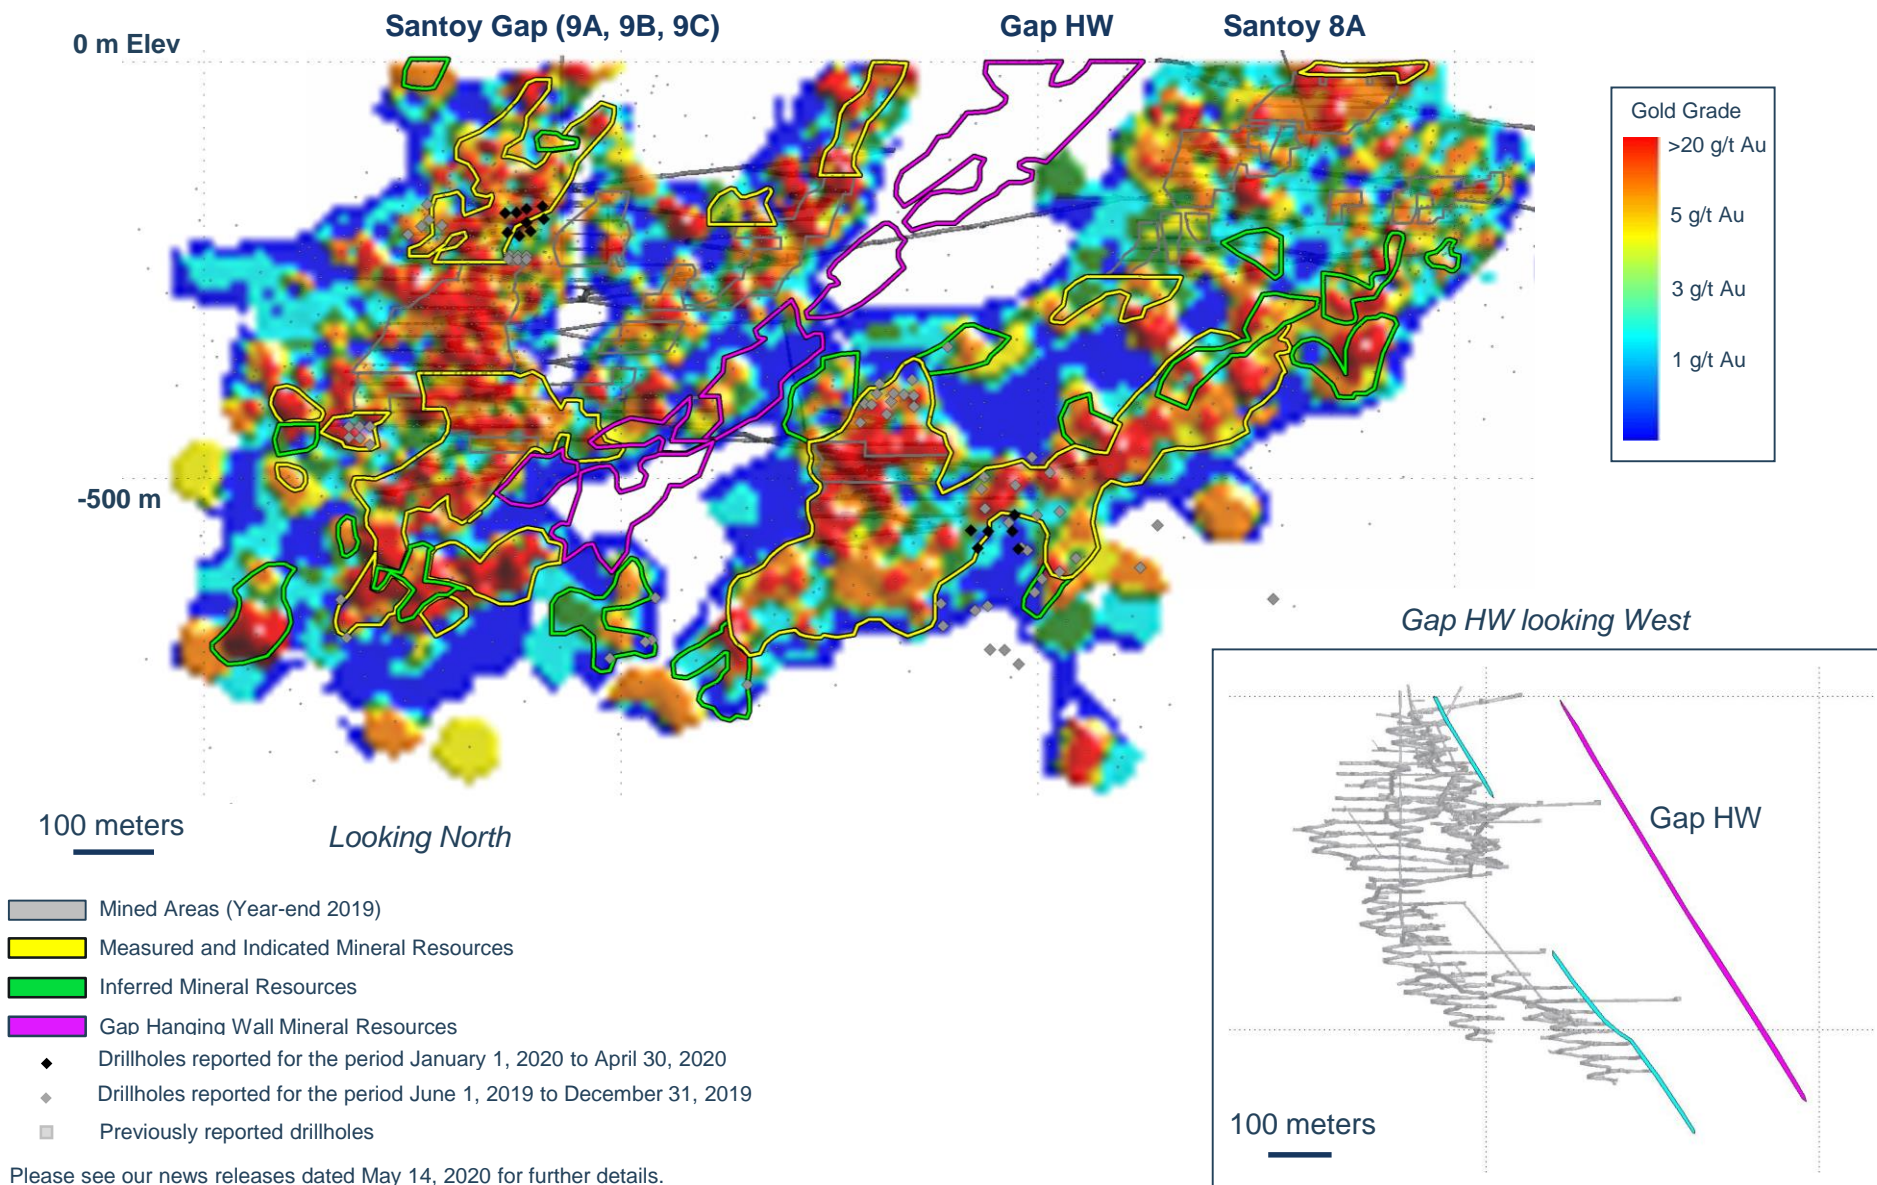 Santoy Gap (9A, 9B, 9C)
Gap HW
Santoy 8A
0 m Elev
-500 m
Gold Grade
>20 g/t Au
5 g/t Au
3 g/t Au
1 g/t Au
Gap HW looking West
Gap HW
100 meters
100 meters
Looking North
Mined Areas (Year-end 2019)
Measured and Indicated Mineral Resources
Inferred Mineral Resources
Gap Hanging Wall Mineral Resources
Drillholes reported for the period January 1, 2020 to April 30, 2020
Drillholes reported for the period June 1, 2019 to December 31, 2019
Previously reported drillholes
Please see our news releases dated May 14, 2020 for further details.